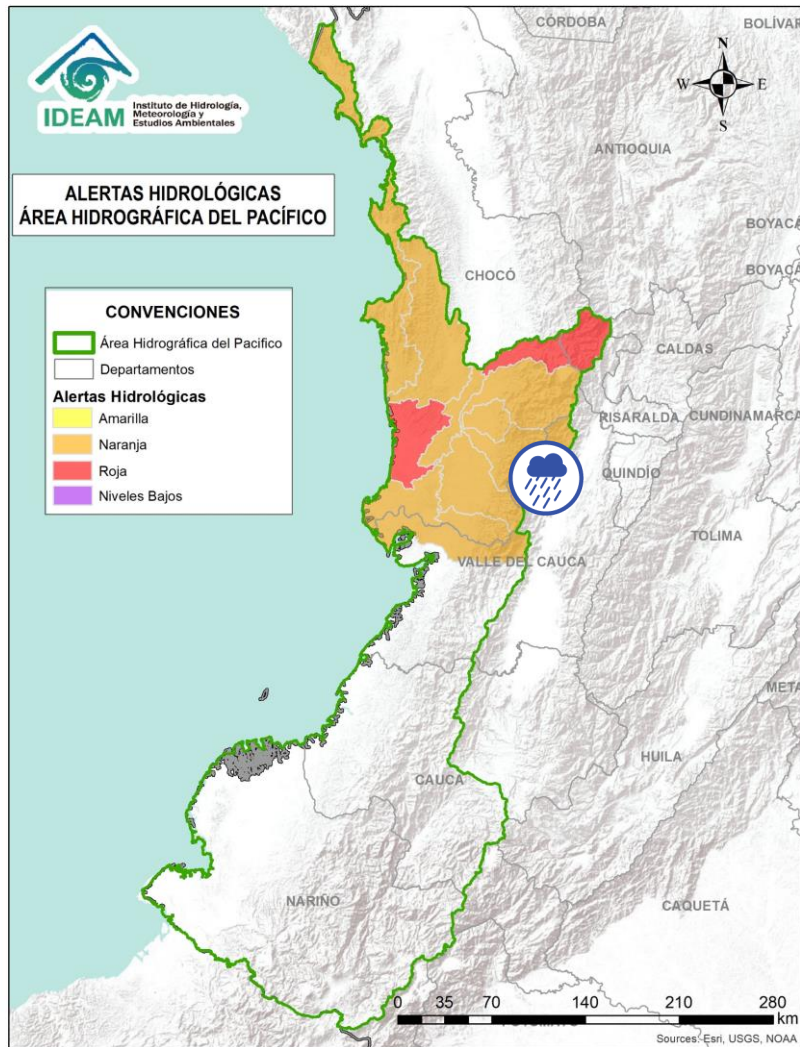 IDEAM
Instituto de Hidrología,
Meteorología y
Estudios Ambientales
ALERTAS HIDROLÓGICAS
ÁREA HIDROGRÁFICA DEL PACÍFICO
CONVENCIONES
Área Hidrográfica del Pacifico
Departamentos
Alertas Hidrológicas
Amarilla
Naranja
Roja
Niveles Bajos
N
W E
S
CÓRDOBA
BOLÍVAR
ANTIOQUIA
BOYACÁ
BOYACÁ
CHOCÓ
CALDAS
RISARALDA
CUNDINAMARCA
QUINDÍO
TOLIMA
VALLE DEL CAUCA
META
HUILA
CAUCA
NARIÑO
CAQUETÁ
0 35 70 140 210 280
km
Sources: Esri, USGS, NOAA